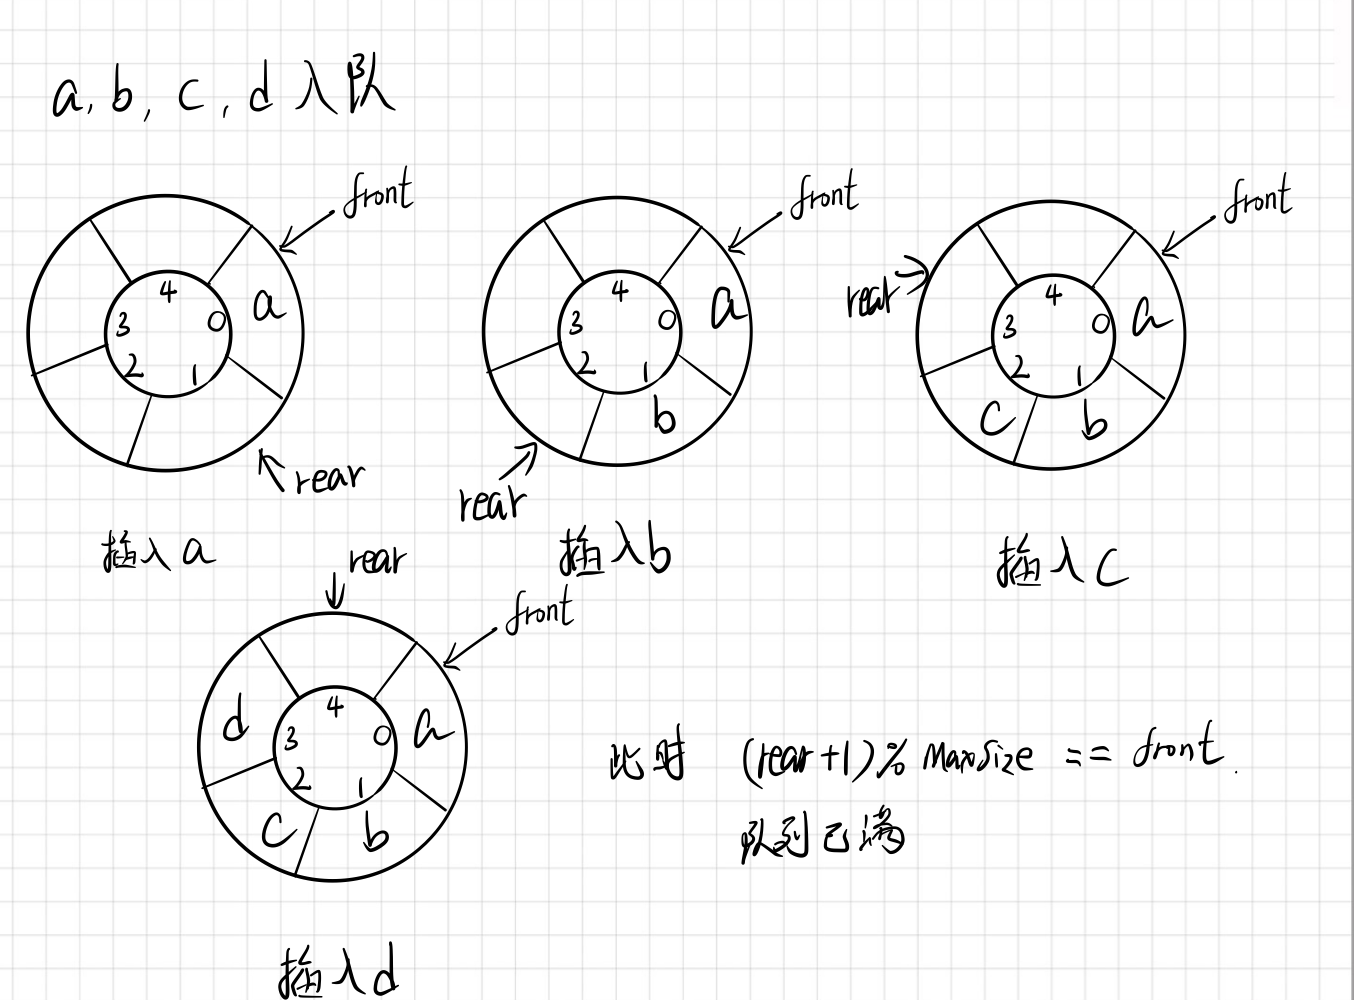 a, b, c, d 入队
front
4
3
0
a
2
1
rear
插入a
front
4
3
0
a
2
1
b
rear
插入b
front
rear
4
3
0
a
2
1
c
b
插入c
rear
front
4
d
3
0
a
2
1
c
b
插入d
此时 (rear+1)% MaxSize == front.
队列已满